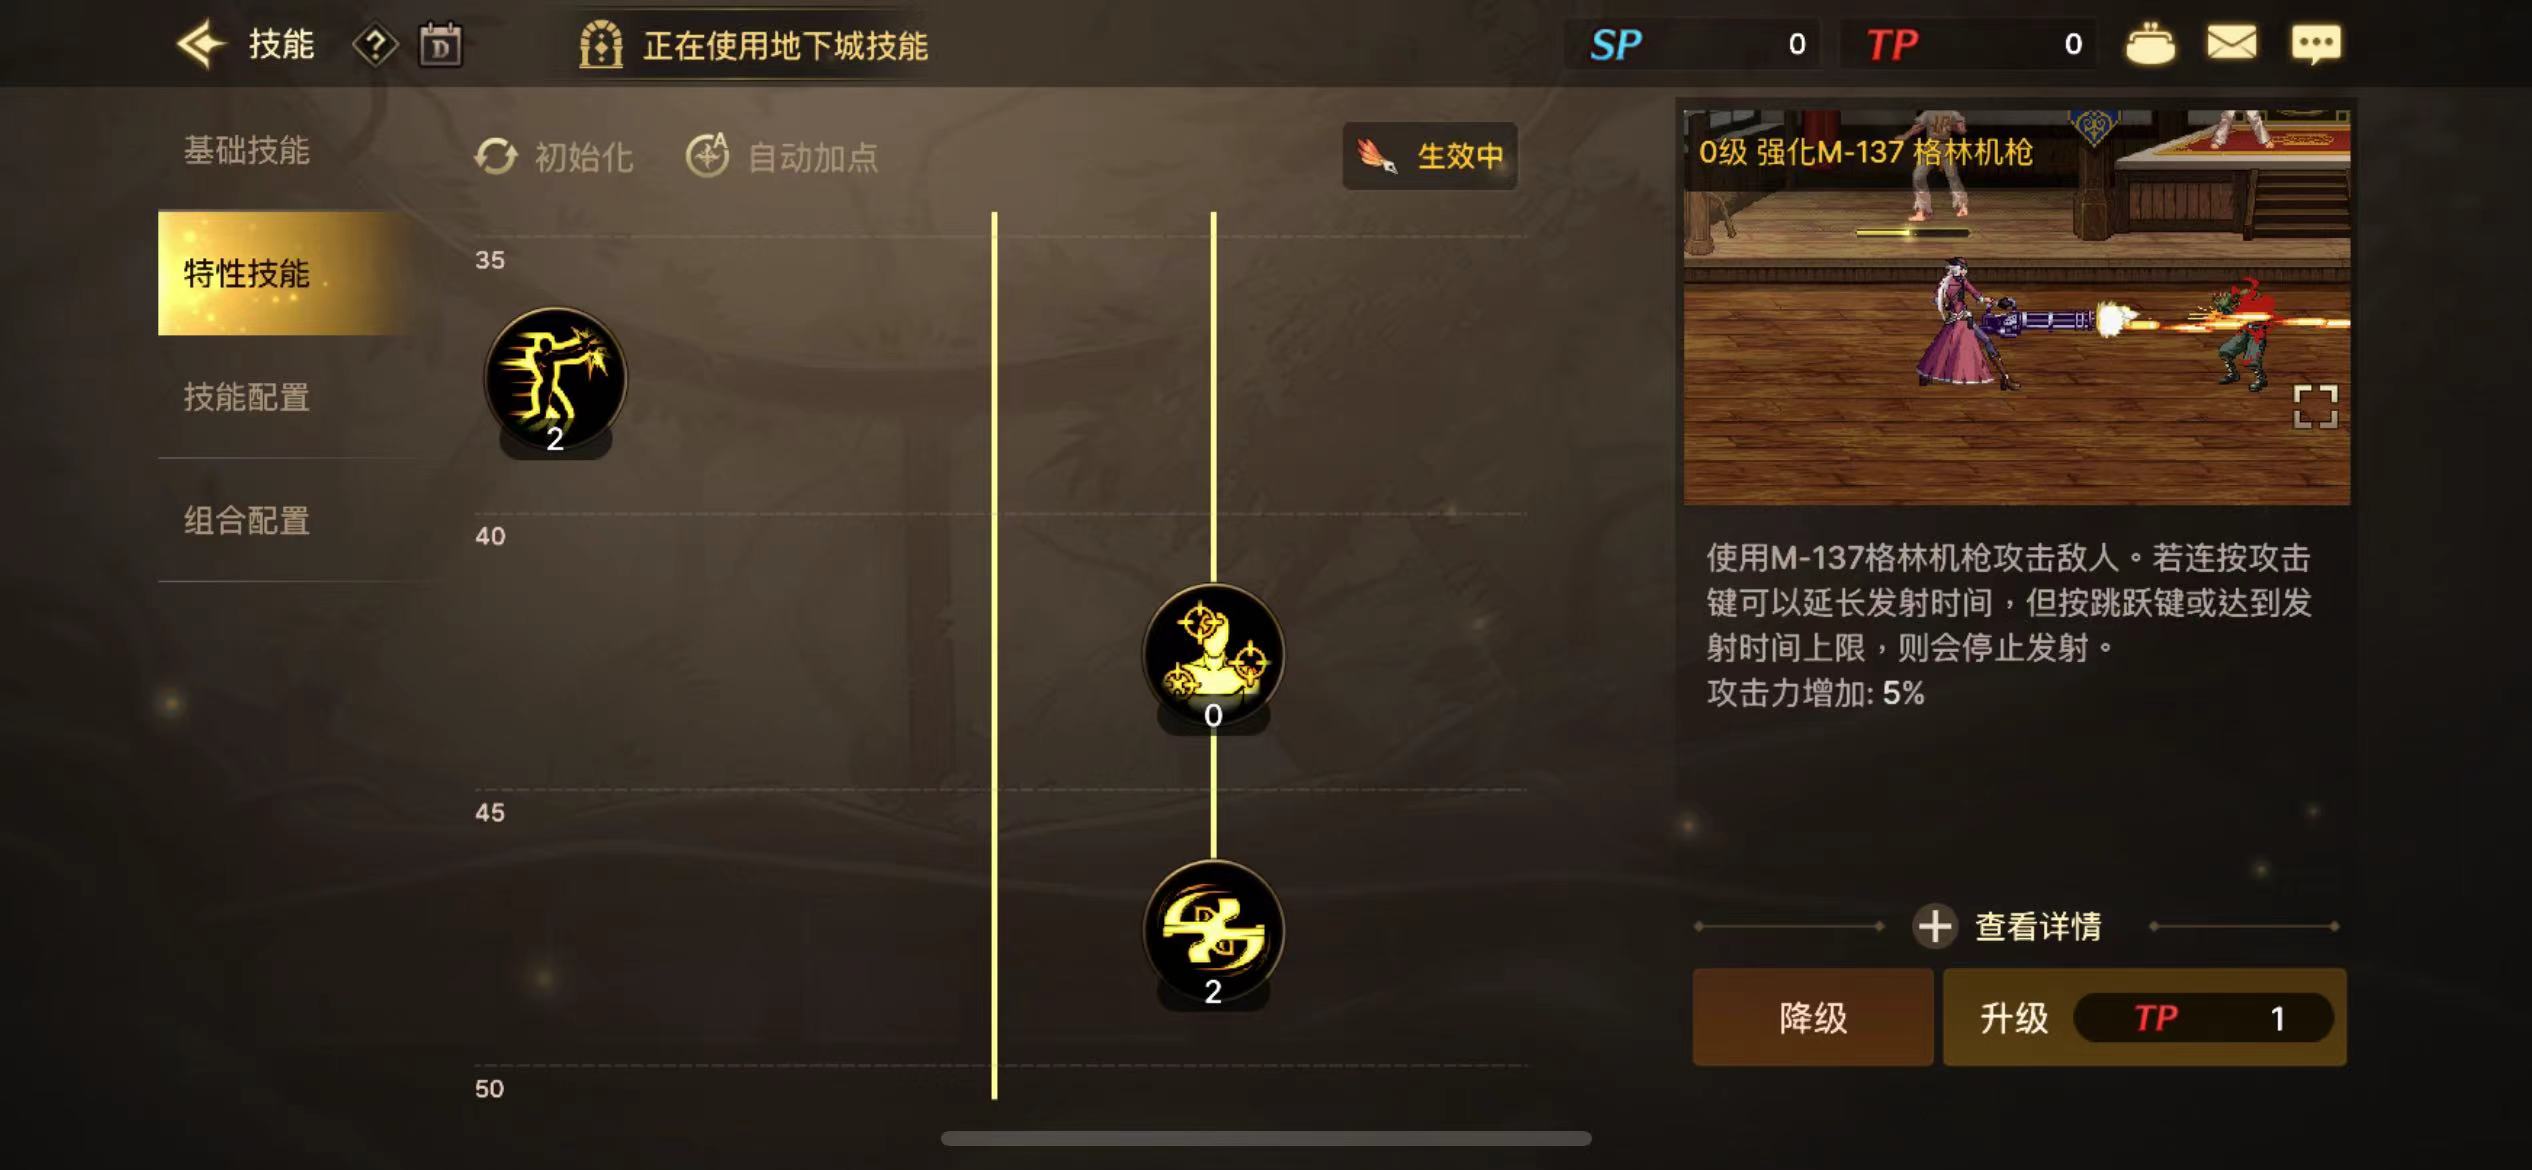 技能
正在使用地下城技能
SP 0
TP 0
基础技能
特性技能
技能配置
组合配置
初始化
自动加点
生效中
35
2
40
0
45
2
50
0级 强化M-137 格林机枪
使用M-137格林机枪攻击敌人。若连按攻击
键可以延长发射时间，但按跳跃键或达到发
射时间上限，则会停止发射。
攻击力增加: 5%
查看详情
降级
升级 TP 1